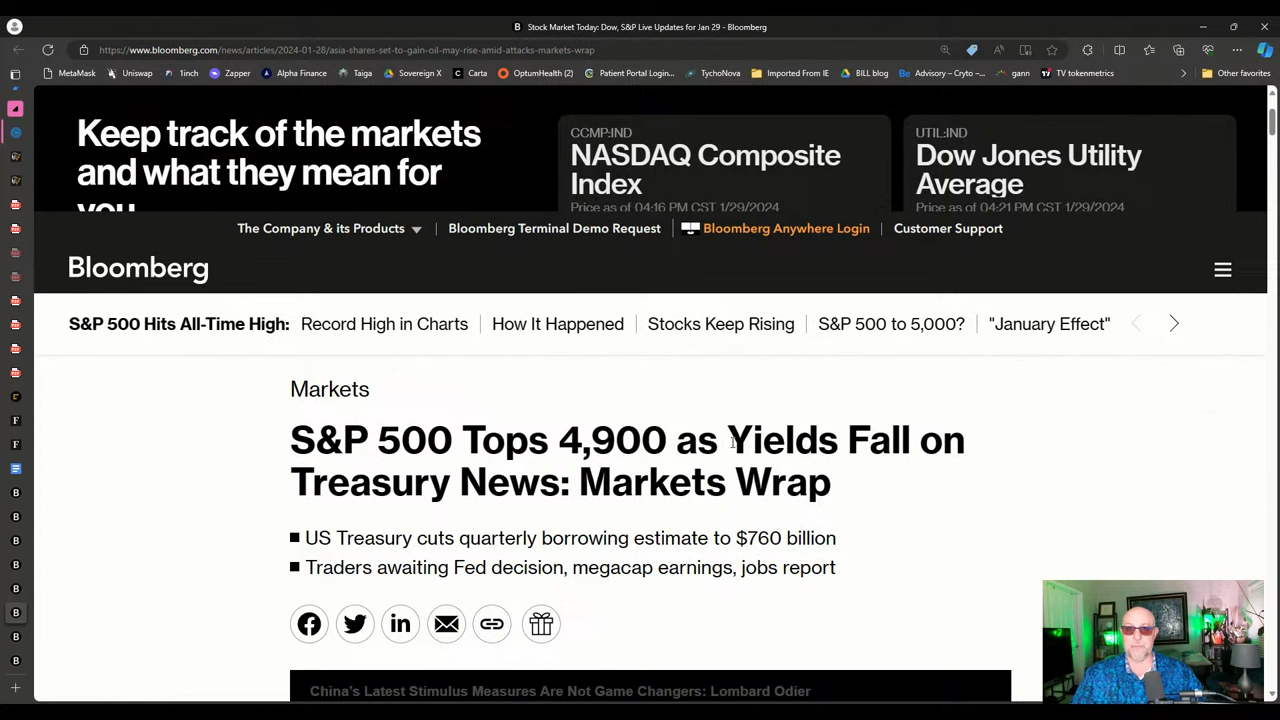 Stock Market Today: Dow, S&P Live Updates for Jan 29 - Bloomberg
https://www.bloomberg.com/news/articles/2024-01-28/asia-shares-set-to-gain-oil-may-rise-amid-attacks-markets-wrap
MetaMask Uniswap 1inch Zapper Alpha Finance Taiga Sovereign X Carta OptumHealth (2) Patient Portal Login... TychoNova Imported From IE BILL blog Advisory – Cryto –... gann TV tokenmetrics Other favorites
Keep track of the markets
and what they mean for
you
CCMP:IND
NASDAQ Composite
Index
Price as of 04:16 PM CST 1/29/2024
UTIL:IND
Dow Jones Utility
Average
Price as of 04:21 PM CST 1/29/2024
The Company & its Products Bloomberg Terminal Demo Request Bloomberg Anywhere Login Customer Support
Bloomberg
S&P 500 Hits All-Time High: Record High in Charts How It Happened Stocks Keep Rising S&P 500 to 5,000? "January Effect"
Markets
S&P 500 Tops 4,900 as Yields Fall on
Treasury News: Markets Wrap
US Treasury cuts quarterly borrowing estimate to $760 billion
Traders awaiting Fed decision, megacap earnings, jobs report
China's Latest Stimulus Measures Are Not Game Changers: Lombard Odier